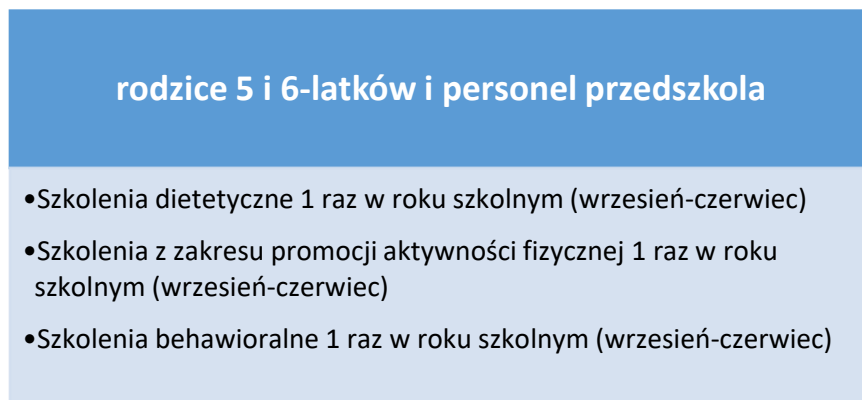 rodzice 5 i 6-latków i personel przedszkola
•Szkolenia dietetyczne 1 raz w roku szkolnym (wrzesień-czerwiec)
•Szkolenia z zakresu promocji aktywności fizycznej 1 raz w roku
szkolnym (wrzesień-czerwiec)
•Szkolenia behawioralne 1 raz w roku szkolnym (wrzesień-czerwiec)